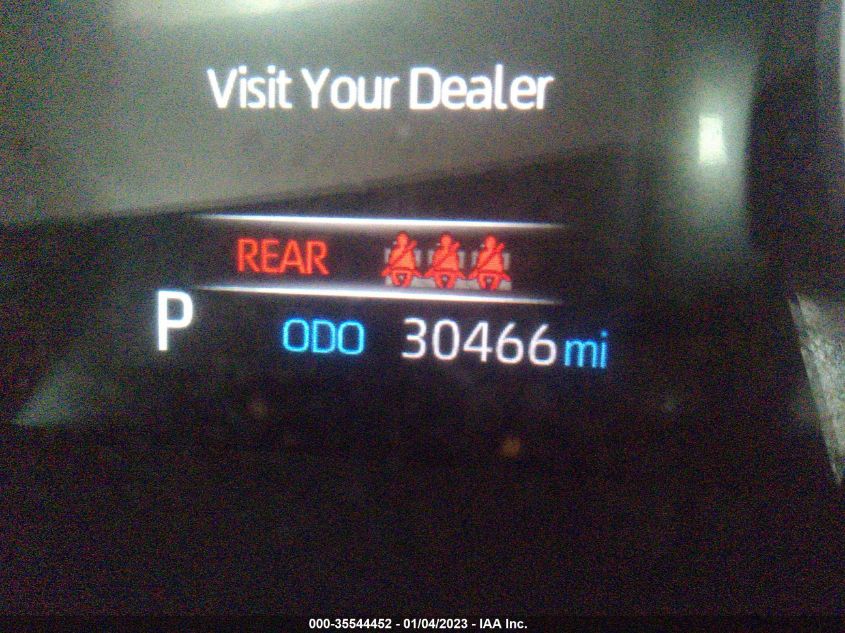 Visit Your Dealer
REAR
P
ODO 30466 mi
000-35544452 - 01/04/2023 - IAA Inc.